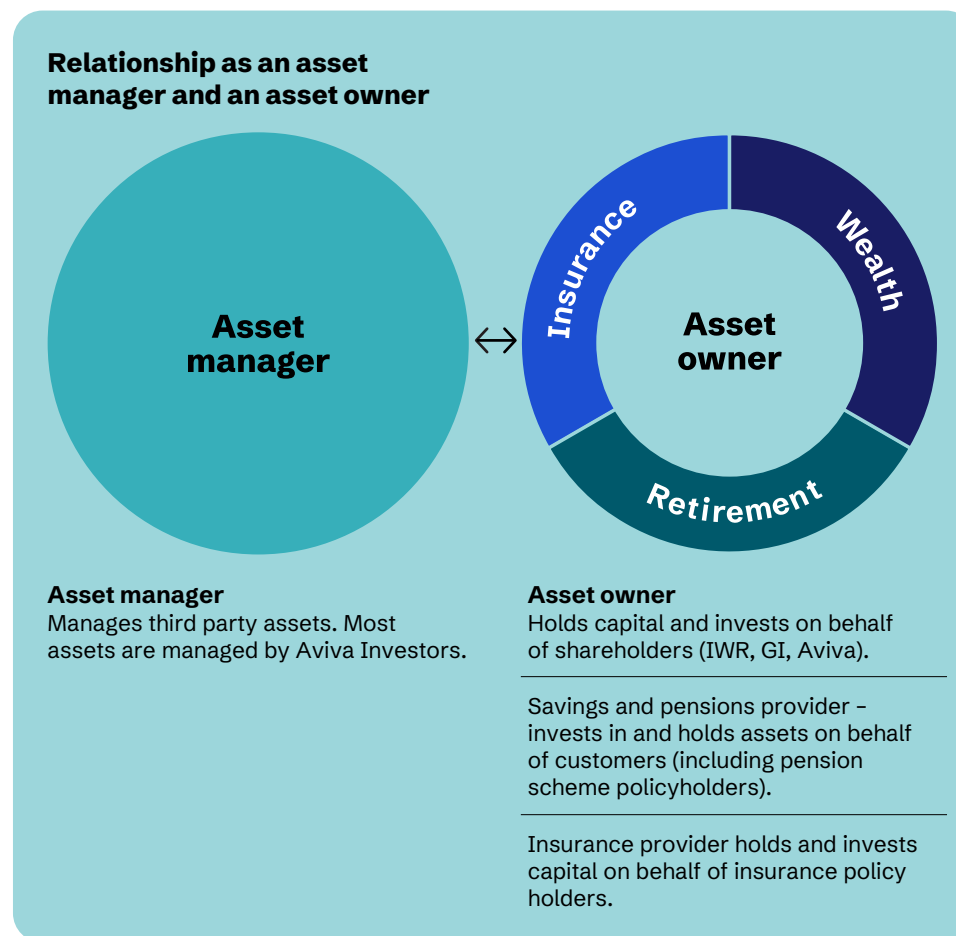 Relationship as an asset
manager and an asset owner
Asset
manager
Insurance
Wealth
Retirement
Asset
owner
Asset manager
Manages third party assets. Most
assets are managed by Aviva Investors.
Asset owner
Holds capital and invests on behalf
of shareholders (IWR, GI, Aviva).
Savings and pensions provider –
invests in and holds assets on behalf
of customers (including pension
scheme policyholders).
Insurance provider holds and invests
capital on behalf of insurance policy
holders.